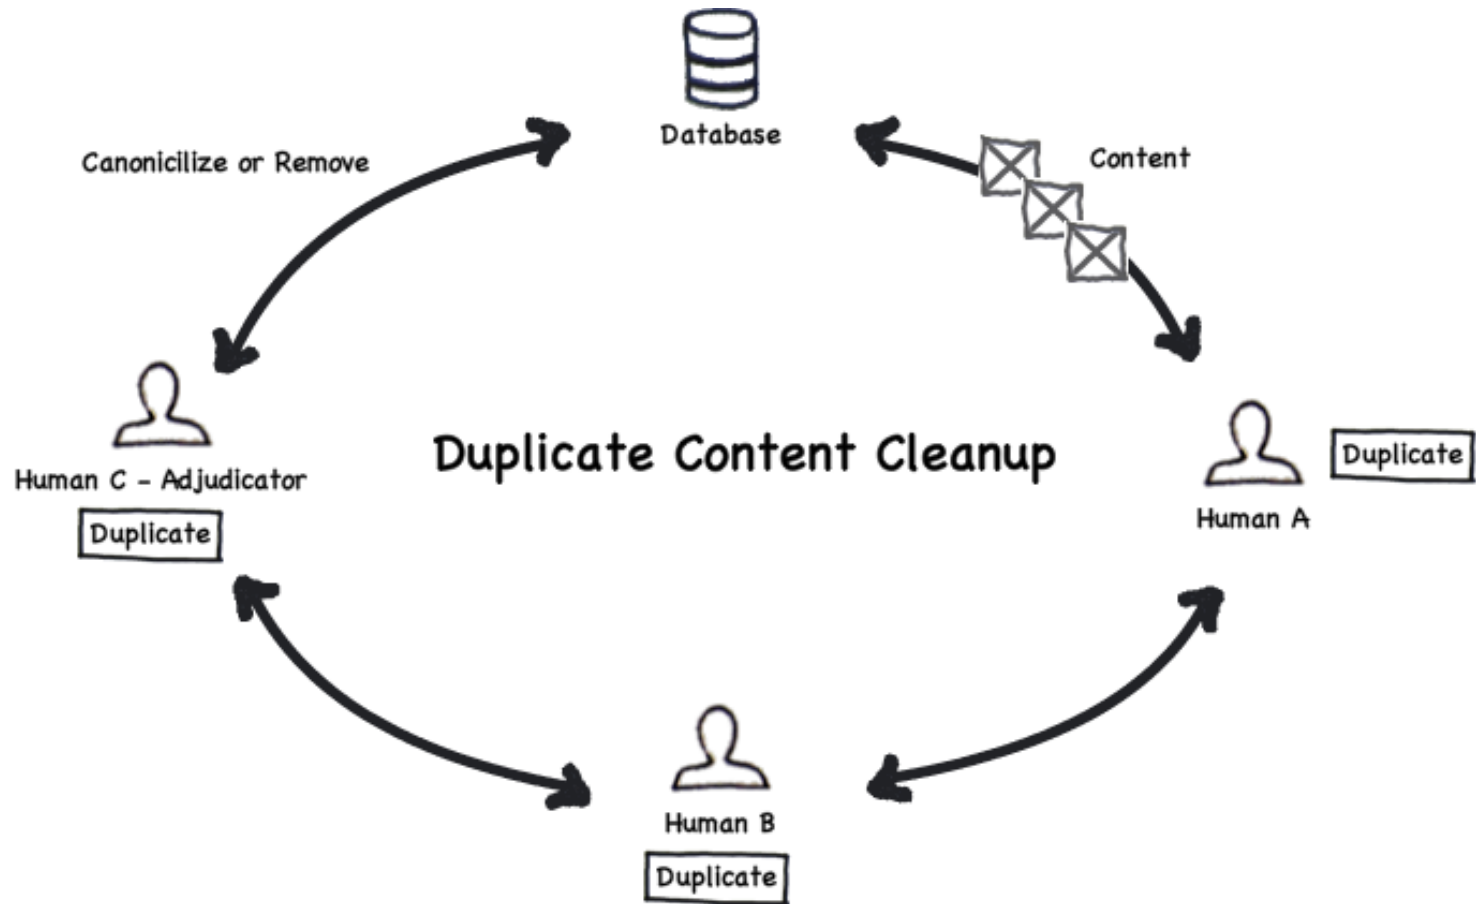 Database
Canonicilize or Remove
Content
Duplicate Content Cleanup
Human C - Adjudicator
Duplicate
Human A
Duplicate
Human B
Duplicate